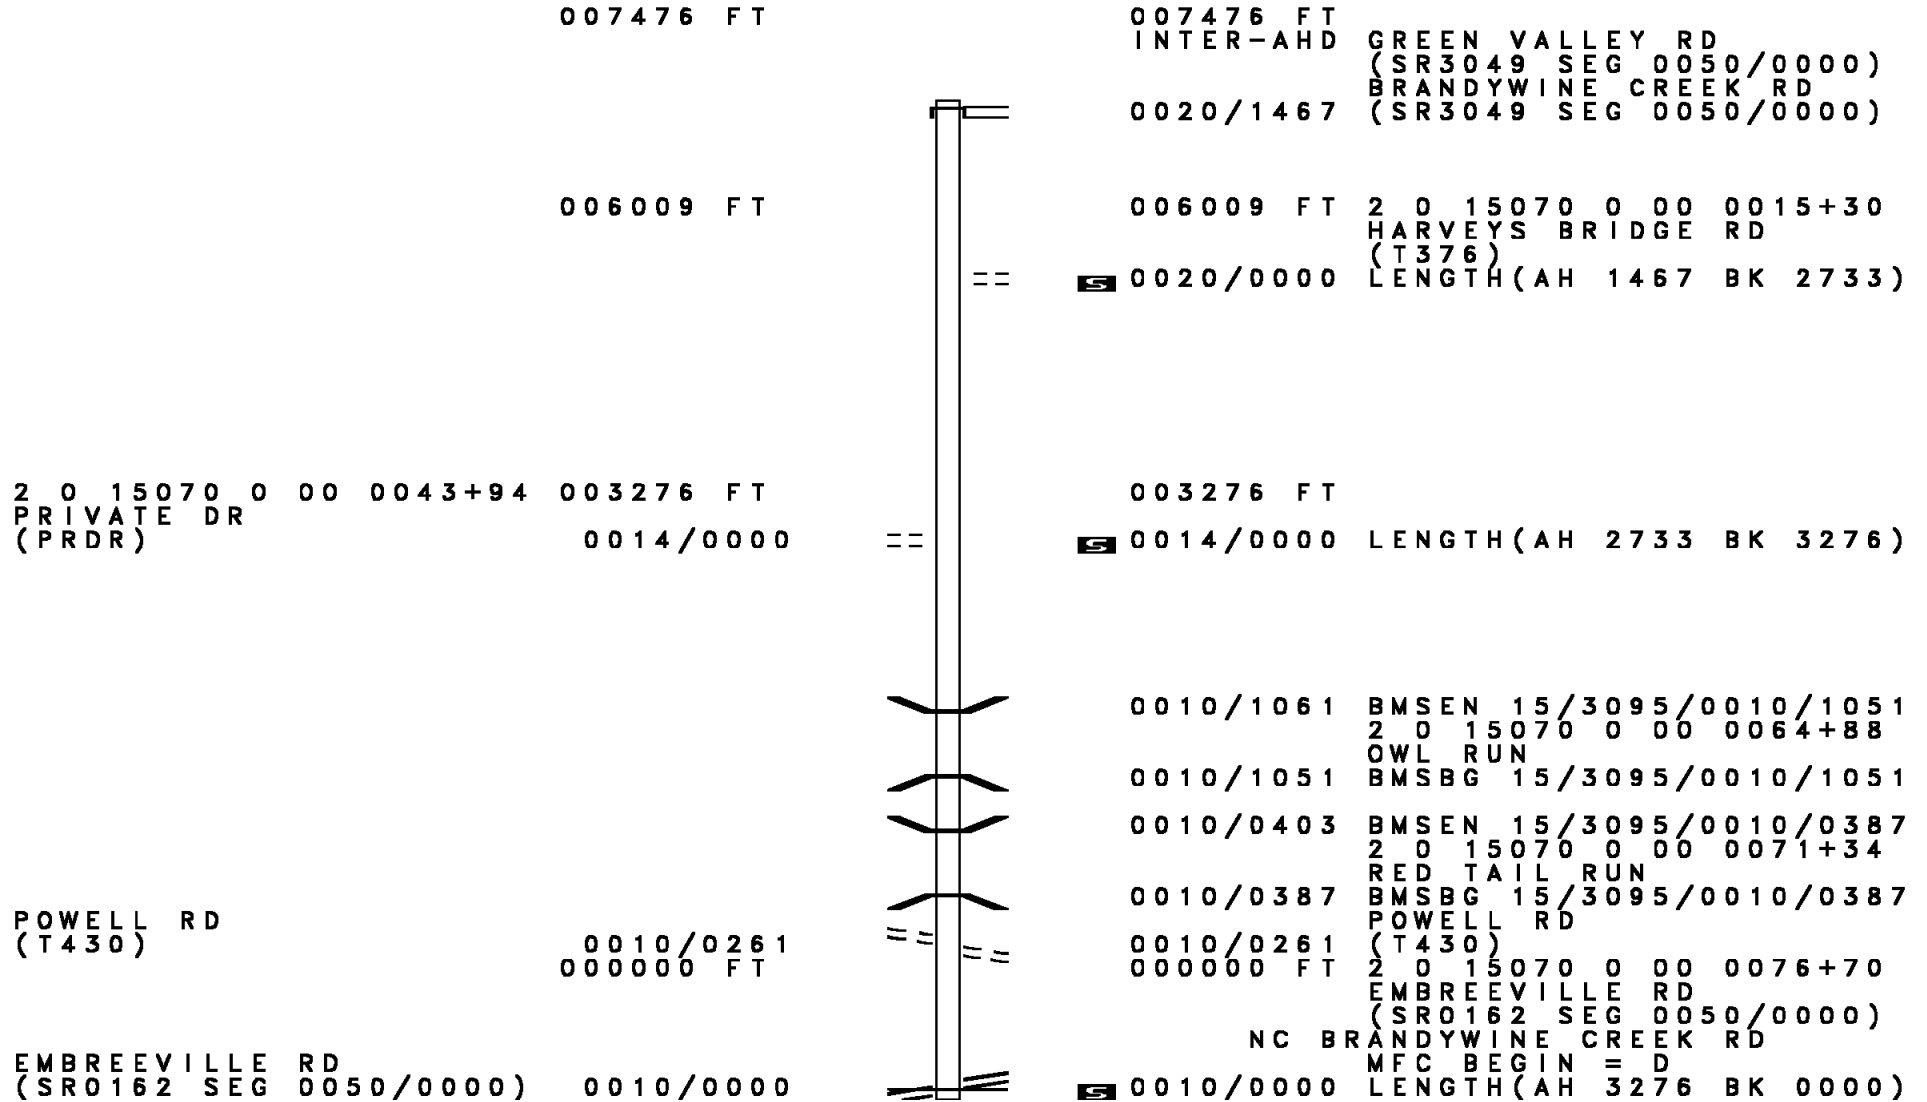 007476 FT 007476 FT
INTER-AHD GREEN VALLEY RD
(SR3049 SEG 0050/0000)
BRANDYWINE CREEK RD
0020/1467 (SR3049 SEG 0050/0000)
006009 FT 006009 FT 2 0 15070 0 00 0015+30
HARVEYS BRIDGE RD
(T376)
S 0020/0000 LENGTH(AH 1467 BK 2733)
2 0 15070 0 00 0043+94 003276 FT 003276 FT
PRIVATE DR
(PRDR) 0014/0000 S 0014/0000 LENGTH(AH 2733 BK 3276)
0010/1061 BMSEN 15/3095/0010/1051
2 0 15070 0 00 0064+88
OWL RUN
0010/1051 BMSBG 15/3095/0010/1051
0010/0403 BMSEN 15/3095/0010/0387
2 0 15070 0 00 0071+34
RED TAIL RUN
0010/0387 BMSBG 15/3095/0010/0387
POWELL RD POWELL RD
(T430) 0010/0261 0010/0261 (T430)
000000 FT 000000 FT 2 0 15070 0 00 0076+70
EMBREEVILLE RD
(SR0162 SEG 0050/0000)
NC BRANDYWINE CREEK RD
EMBREEVILLE RD MFC BEGIN = D
(SR0162 SEG 0050/0000) 0010/0000 S 0010/0000 LENGTH(AH 3276 BK 0000)